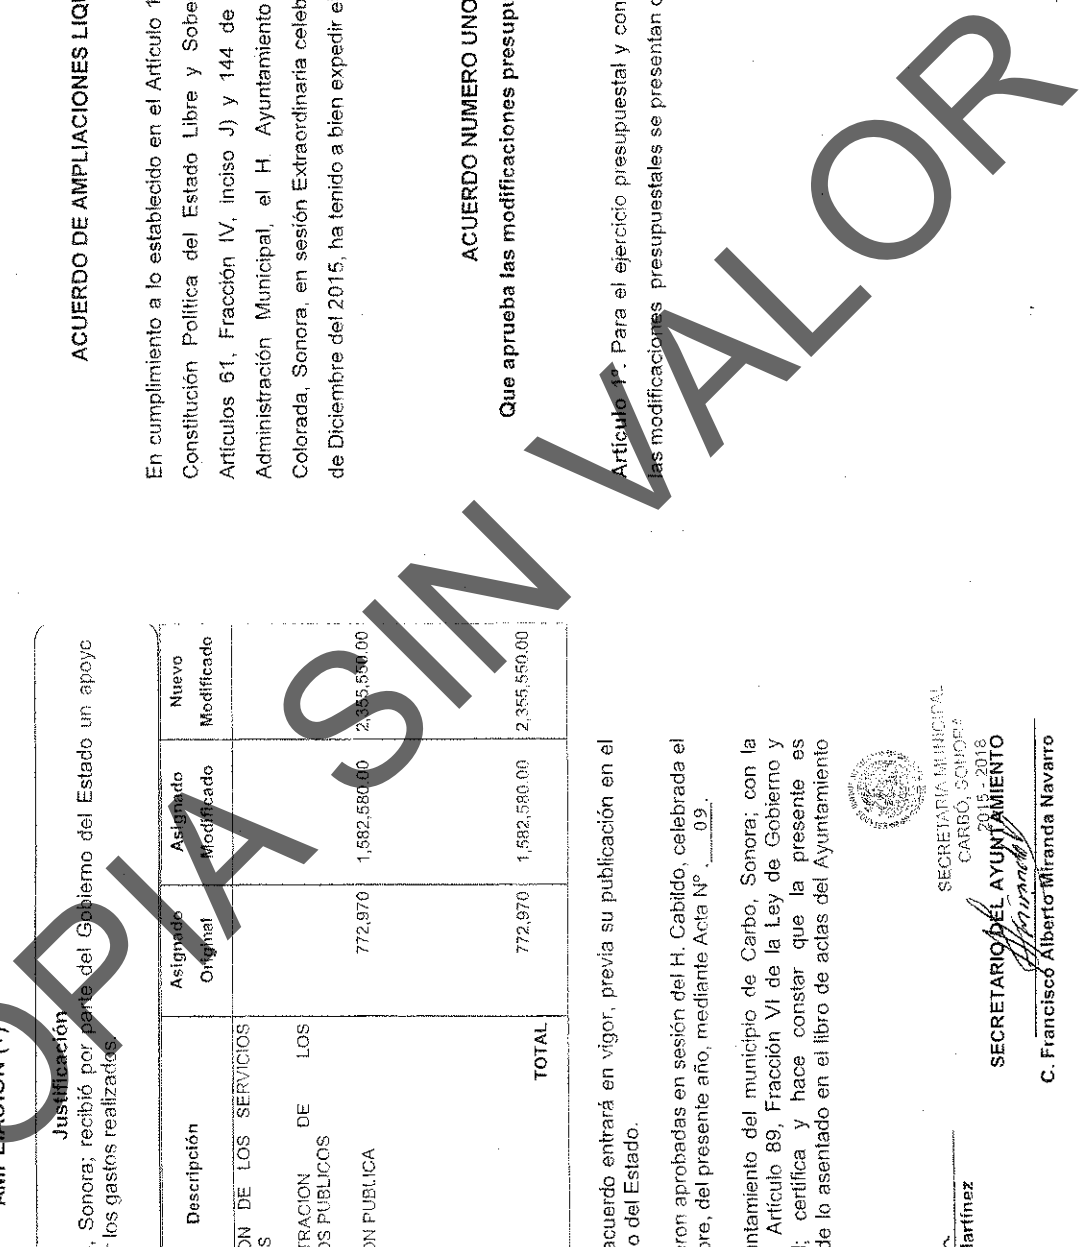 AMPLIACION (+)
Justificación
, Sonora; recibió por parte del Gobierno del Estado un apoyo
los gastos realizados.
Descripción
Asignado Original
Asignado Modificado
Nuevo Modificado
ON DE LOS SERVICIOS
S
TRACION DE LOS
OS PUBLICOS
ON PUBLICA
772,970
1,582,580.00
2,355,550.00
TOTAL
772,970
1,582,580.00
2,355,550.00
acuerdo entrará en vigor, previa su publicación en el
o del Estado.
eron aprobadas en sesión del H. Cabildo, celebrada el
bre, del presente año, mediante Acta Nº . 09 .
ntamiento del municipio de Carbo, Sonora; con la
Artículo 89, Fracción VI de la Ley de Gobierno y
l; certifica y hace constar que la presente es
de lo asentado en el libro de actas del Ayuntamiento
SECRETARIA MUNICIPAL
CARBÓ, SONORA
2015 - 2018
SECRETARIO DEL AYUNTAMIENTO
C. Francisco Alberto Miranda Navarro
Martínez
ACUERDO DE AMPLIACIONES LIQU
En cumplimiento a lo establecido en el Artículo 1
Constitución Política del Estado Libre y Sobe
Artículos 61, Fracción IV, inciso J) y 144 de
Administración Municipal, el H. Ayuntamiento
Colorada, Sonora, en sesión Extraordinaria celeb
de Diciembre del 2015, ha tenido a bien expedir e
ACUERDO NUMERO UNO
Que aprueba las modificaciones presupu
Artículo 1º. Para el ejercicio presupuestal y con
las modificaciones presupuestales se presentan
COPIA SIN VALOR